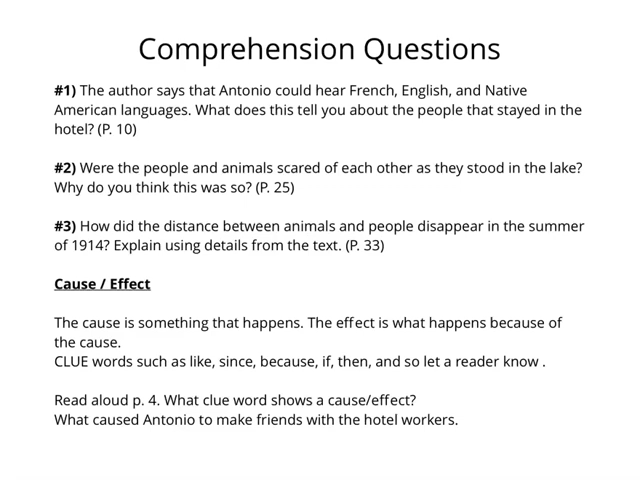 Comprehension Questions
#1) The author says that Antonio could hear French, English, and Native
American languages. What does this tell you about the people that stayed in the
hotel? (P. 10)
#2) Were the people and animals scared of each other as they stood in the lake?
Why do you think this was so? (P. 25)
#3) How did the distance between animals and people disappear in the summer
of 1914? Explain using details from the text. (P. 33)
Cause / Effect
The cause is something that happens. The effect is what happens because of
the cause.
CLUE words such as like, since, because, if, then, and so let a reader know .
Read aloud p. 4. What clue word shows a cause/effect?
What caused Antonio to make friends with the hotel workers.